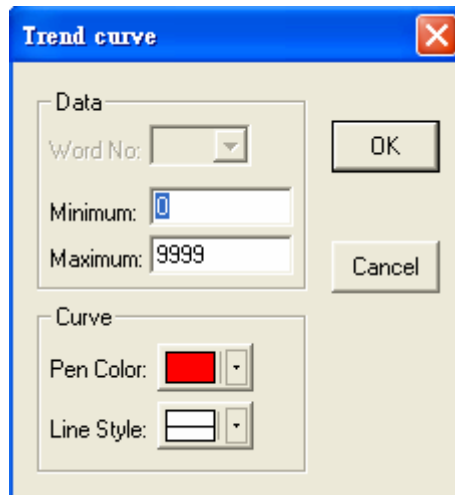 Trend curve
Data
Word No:
Minimum: 0
Maximum: 9999
OK
Cancel
Curve
Pen Color:
Line Style: